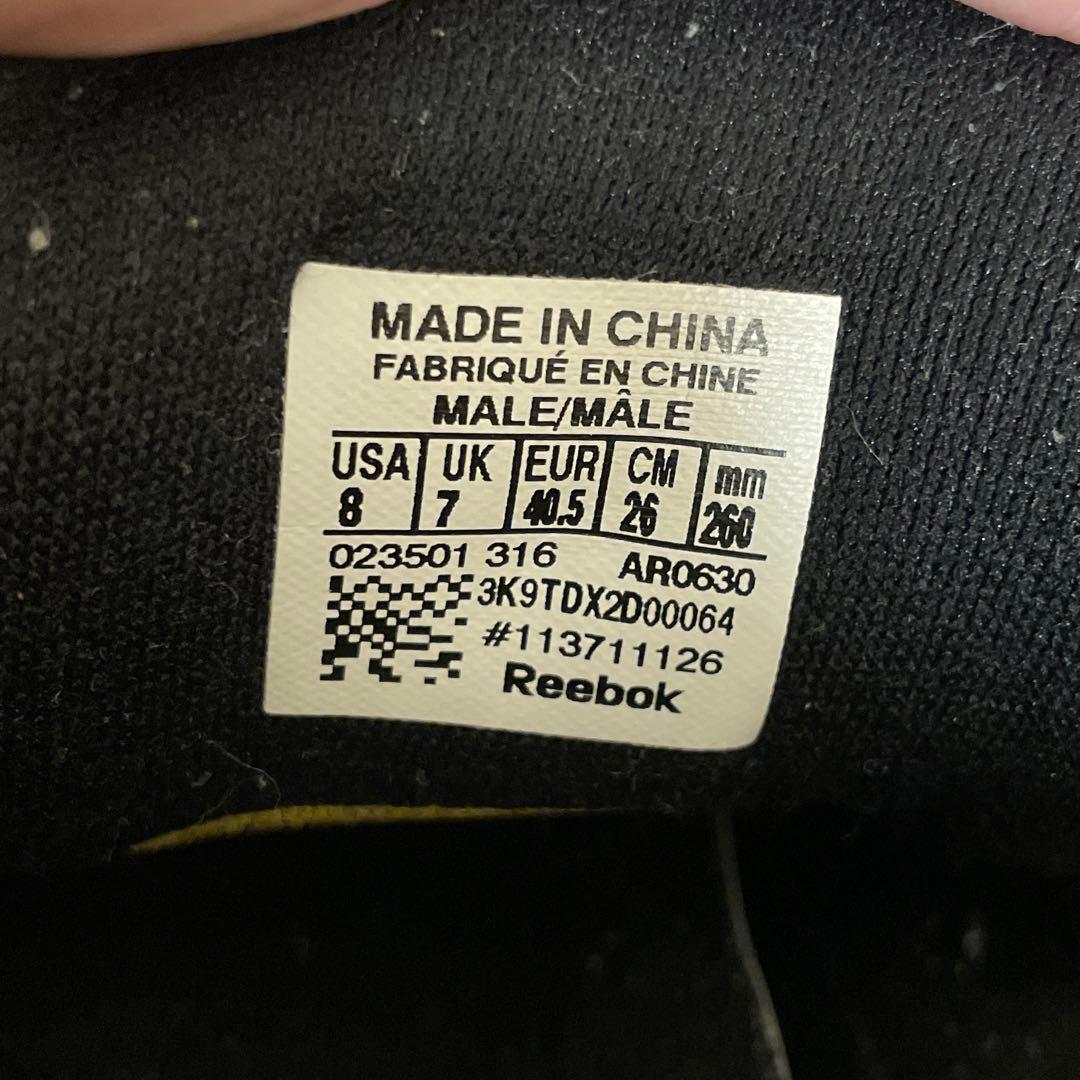 MADE IN CHINA
FABRIQUÉ EN CHINE
MALE/MÂLE
USA UK EUR CM mm
8 7 40.5 26 260
023501 316 AR0630
3K9TDX2D00064
#113711126
Reebok